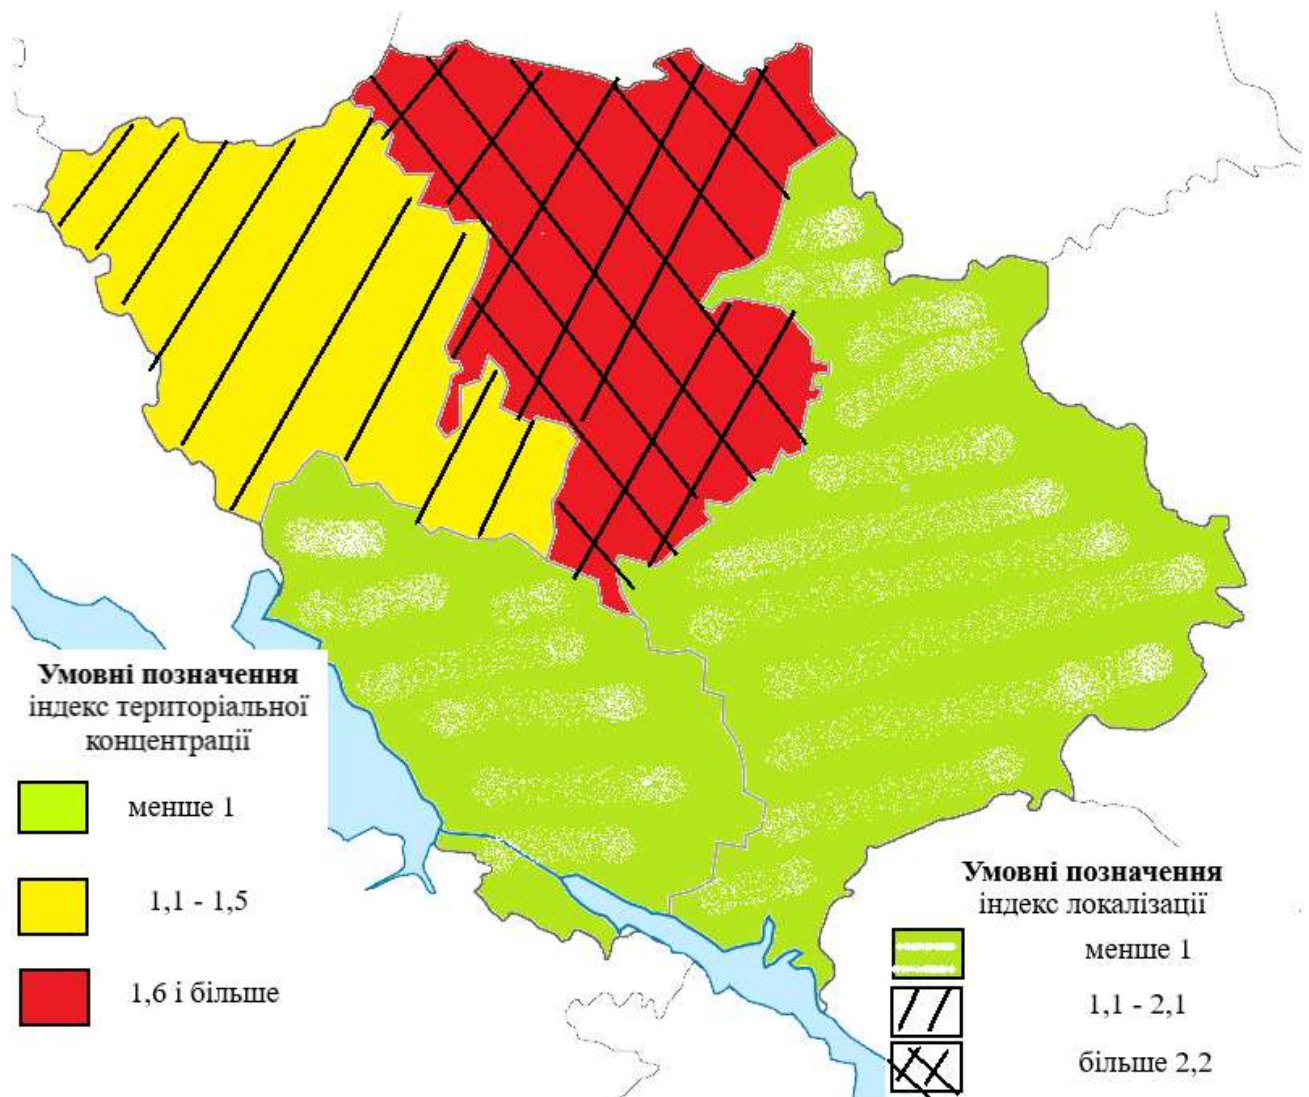 Умовні позначення
індекс територіальної
концентрації
менше 1
1,1 - 1,5
1,6 і більше
Умовні позначення
індекс локалізації
менше 1
1,1 - 2,1
більше 2,2